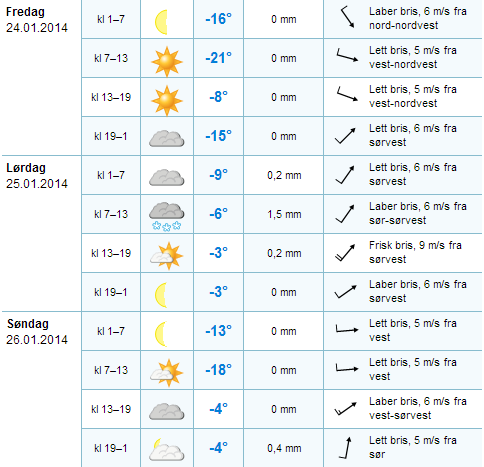 Fredag
24.01.2014
kl 1–7 -16° 0 mm Laber bris, 6 m/s fra
nord-nordvest
kl 7–13 -21° 0 mm Lett bris, 5 m/s fra
vest-nordvest
kl 13–19 -8° 0 mm Lett bris, 5 m/s fra
vest-nordvest
kl 19–1 -15° 0 mm Lett bris, 6 m/s fra
sørvest
Lørdag
25.01.2014
kl 1–7 -9° 0,2 mm Lett bris, 6 m/s fra
sørvest
kl 7–13 -6° 1,5 mm Laber bris, 6 m/s fra
sør-sørvest
kl 13–19 -3° 0,2 mm Frisk bris, 9 m/s fra
sørvest
kl 19–1 -3° 0 mm Laber bris, 6 m/s fra
sørvest
Søndag
26.01.2014
kl 1–7 -13° 0 mm Lett bris, 5 m/s fra
vest
kl 7–13 -18° 0 mm Lett bris, 5 m/s fra
vest
kl 13–19 -4° 0 mm Laber bris, 6 m/s fra
vest-sørvest
kl 19–1 -4° 0,4 mm Lett bris, 5 m/s fra
sør